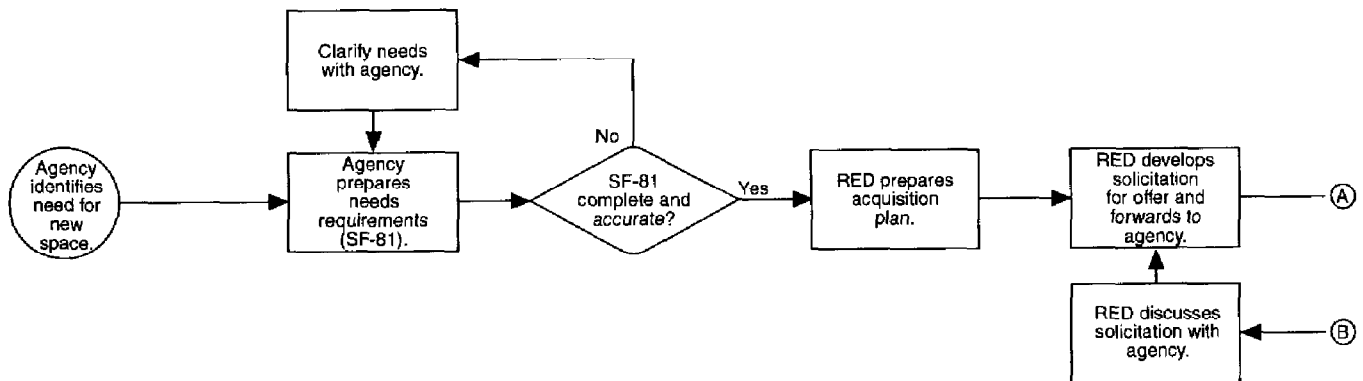 Clarify needs
with agency.
No
Agency
identifies
need for
new
space.
Agency
prepares
needs
requirements
(SF-81).
SF-81
complete and
accurate?
Yes
RED prepares
acquisition
plan.
RED develops
solicitation
for offer and
forwards to
agency.
A
RED discusses
solicitation with
agency.
B